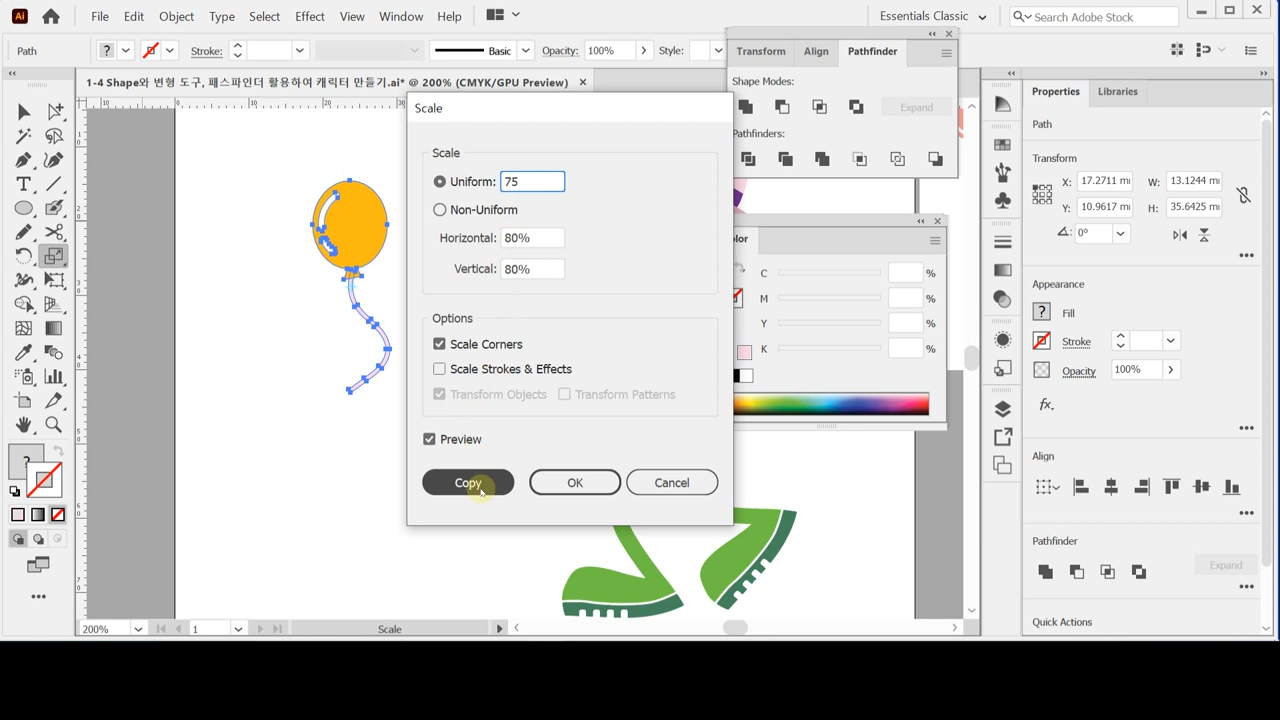 Ai File Edit Object Type Select Effect View Window Help Essentials Classic Search Adobe Stock
Path ? Stroke: Basic Opacity: 100% Style:
Transform Align Pathfinder
1-4 Shape와 변형 도구, 패스파인더 활용하여 캐릭터 만들기.ai* @ 200% (CMYK/GPU Preview)
Shape Modes:
Expand
Pathfinders:
Scale
Scale
Uniform: 75
Non-Uniform
Horizontal: 80%
Vertical: 80%
Options
Scale Corners
Scale Strokes & Effects
Transform Objects Transform Patterns
Preview
Copy OK Cancel
C %
M %
Y %
K %
Properties Libraries
Path
Transform
X: 17.2711 W: 13.1244
Y: 10.9617 H: 35.6425
0°
Appearance
? Fill
Stroke
Opacity 100%
fx
Align
Pathfinder
Expand
Quick Actions
200% 1 Scale